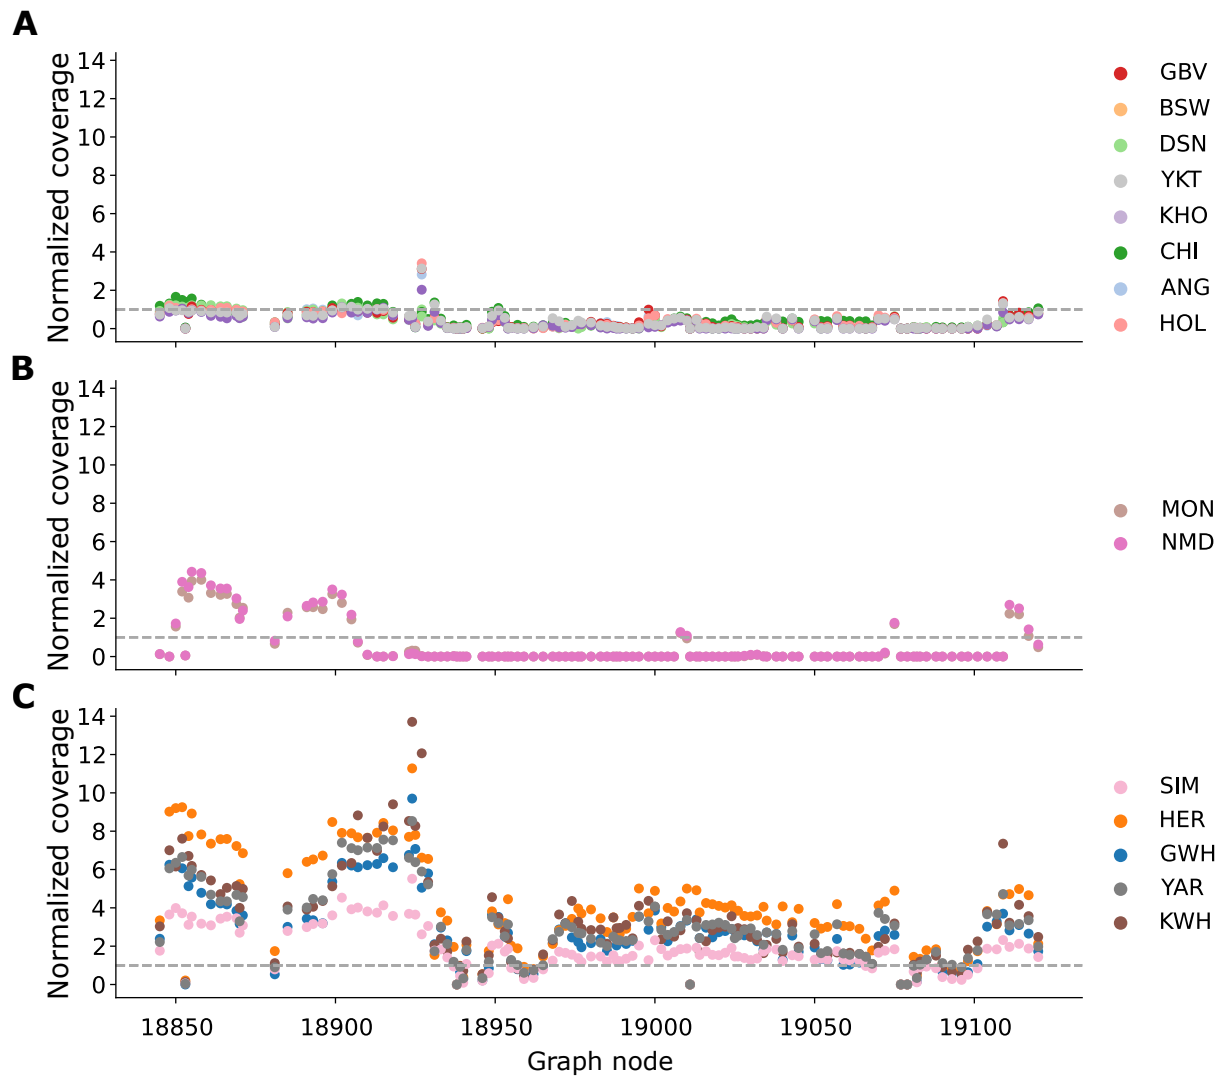 A
Normalized coverage
14
12
10
8
6
4
2
0
GBV
BSW
DSN
YKT
KHO
CHI
ANG
HOL
B
Normalized coverage
14
12
10
8
6
4
2
0
MON
NMD
C
Normalized coverage
14
12
10
8
6
4
2
0
SIM
HER
GWH
YAR
KWH
18850 18900 18950 19000 19050 19100
Graph node